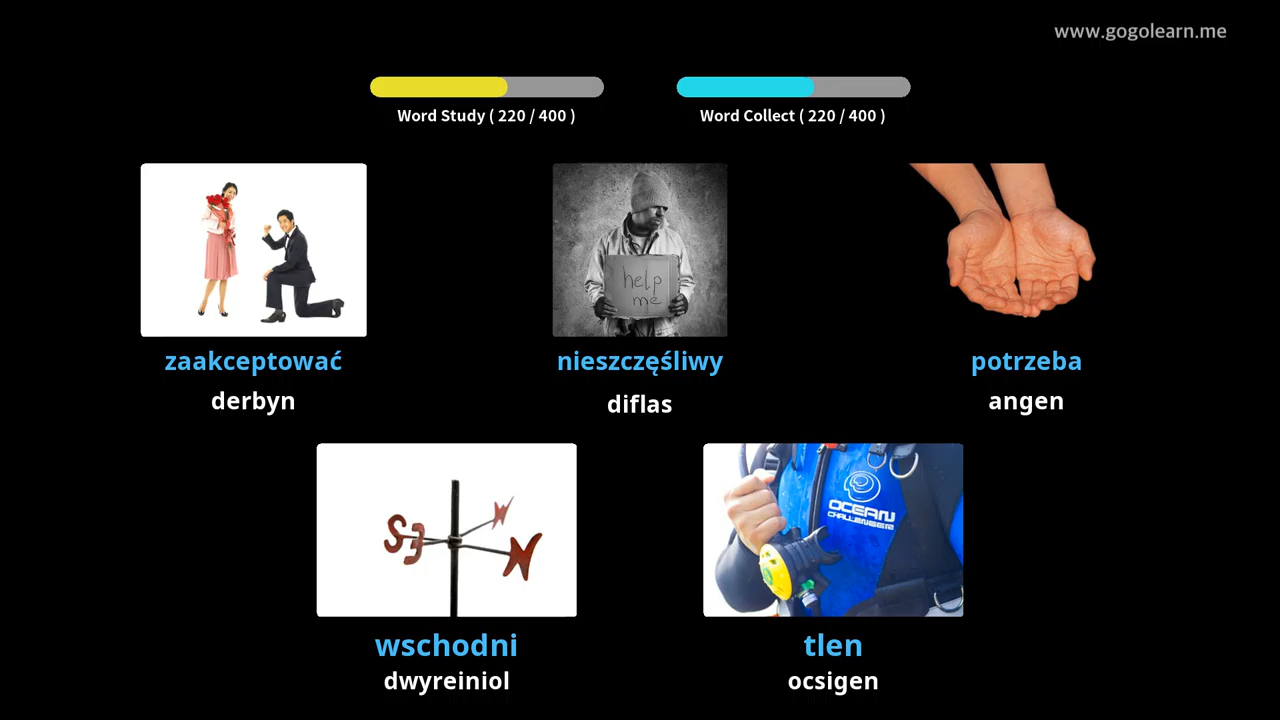 www.gogolearn.me
Word Study ( 220 / 400 )
Word Collect ( 220 / 400 )
help
me
zaakceptować
nieszczęśliwy
potrzeba
derbyn
diflas
angen
S
E
N
OCEAN
CHALLENGER
wschodni
tlen
dwyreiniol
ocsigen